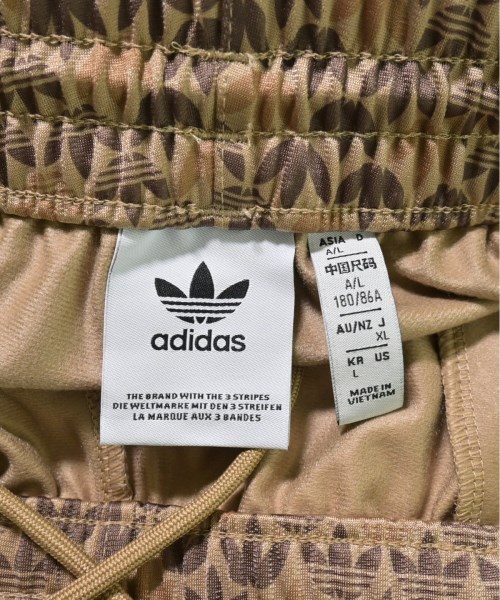 adidas
THE BRAND WITH THE 3 STRIPES
DIE WELTMARKE MIT DEN 3 STREIFEN
LA MARQUE AUX 3 BANDES
ASIA D
A/L
中国尺码
A/L
180/86A
AU/NZ J
XL
KR US
L
MADE IN
VIETNAM